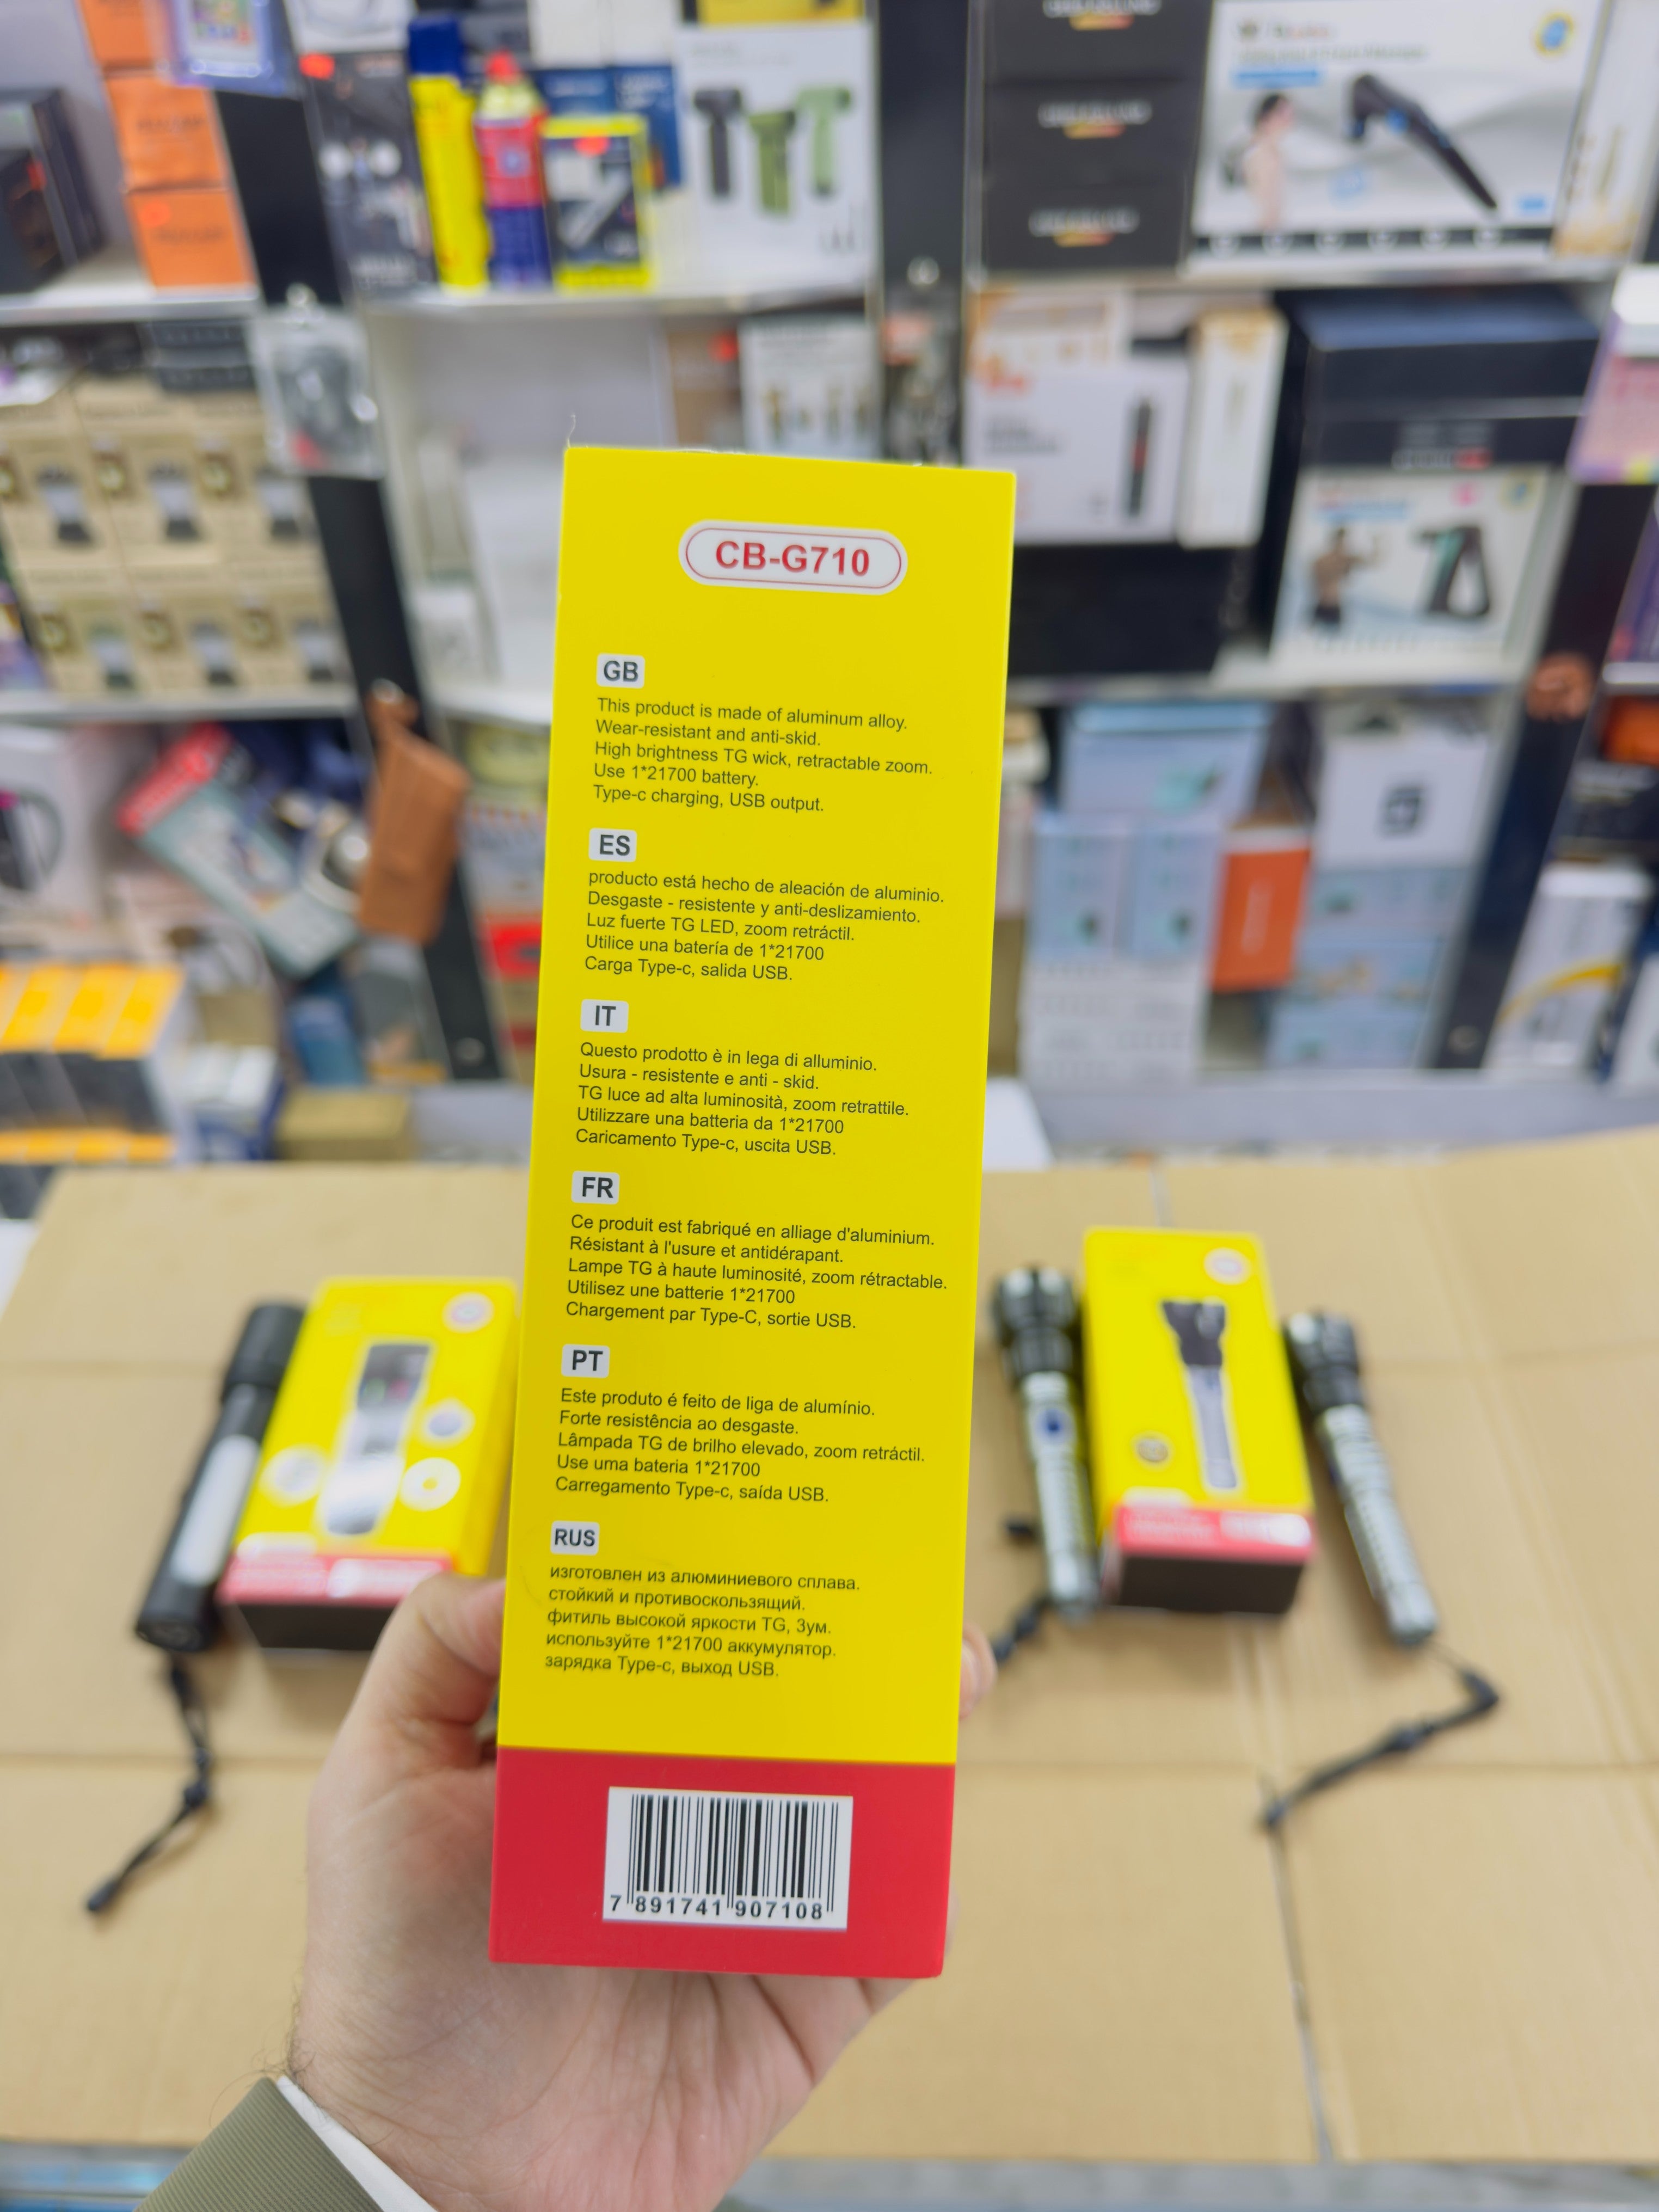 CB-G710
GB
This product is made of aluminum alloy.
Wear-resistant and anti-skid.
High brightness TG wick, retractable zoom.
Use 1*21700 battery.
Type-c charging, USB output.
ES
producto está hecho de aleación de aluminio.
Desgaste - resistente y anti-deslizamiento.
Luz fuerte TG LED, zoom retráctil.
Utilice una batería de 1*21700
Carga Type-c, salida USB.
IT
Questo prodotto è in lega di alluminio.
Usura - resistente e anti - skid.
TG luce ad alta luminosità, zoom retrattile.
Utilizzare una batteria da 1*21700
Caricamento Type-c, uscita USB.
FR
Ce produit est fabriqué en alliage d'aluminium.
Résistant à l'usure et antidérapant.
Lampe TG à haute luminosité, zoom rétractable.
Utilisez une batterie 1*21700
Chargement par Type-C, sortie USB.
PT
Este produto é feito de liga de alumínio.
Forte resistência ao desgaste.
Lâmpada TG de brilho elevado, zoom retráctil.
Use uma bateria 1*21700
Carregamento Type-c, saída USB.
RUS
изготовлен из алюминиевого сплава.
стойкий и противоскользящий.
фитиль высокой яркости TG, Зум.
используйте 1*21700 аккумулятор.
зарядка Type-c, выход USB.
7 891741 907108